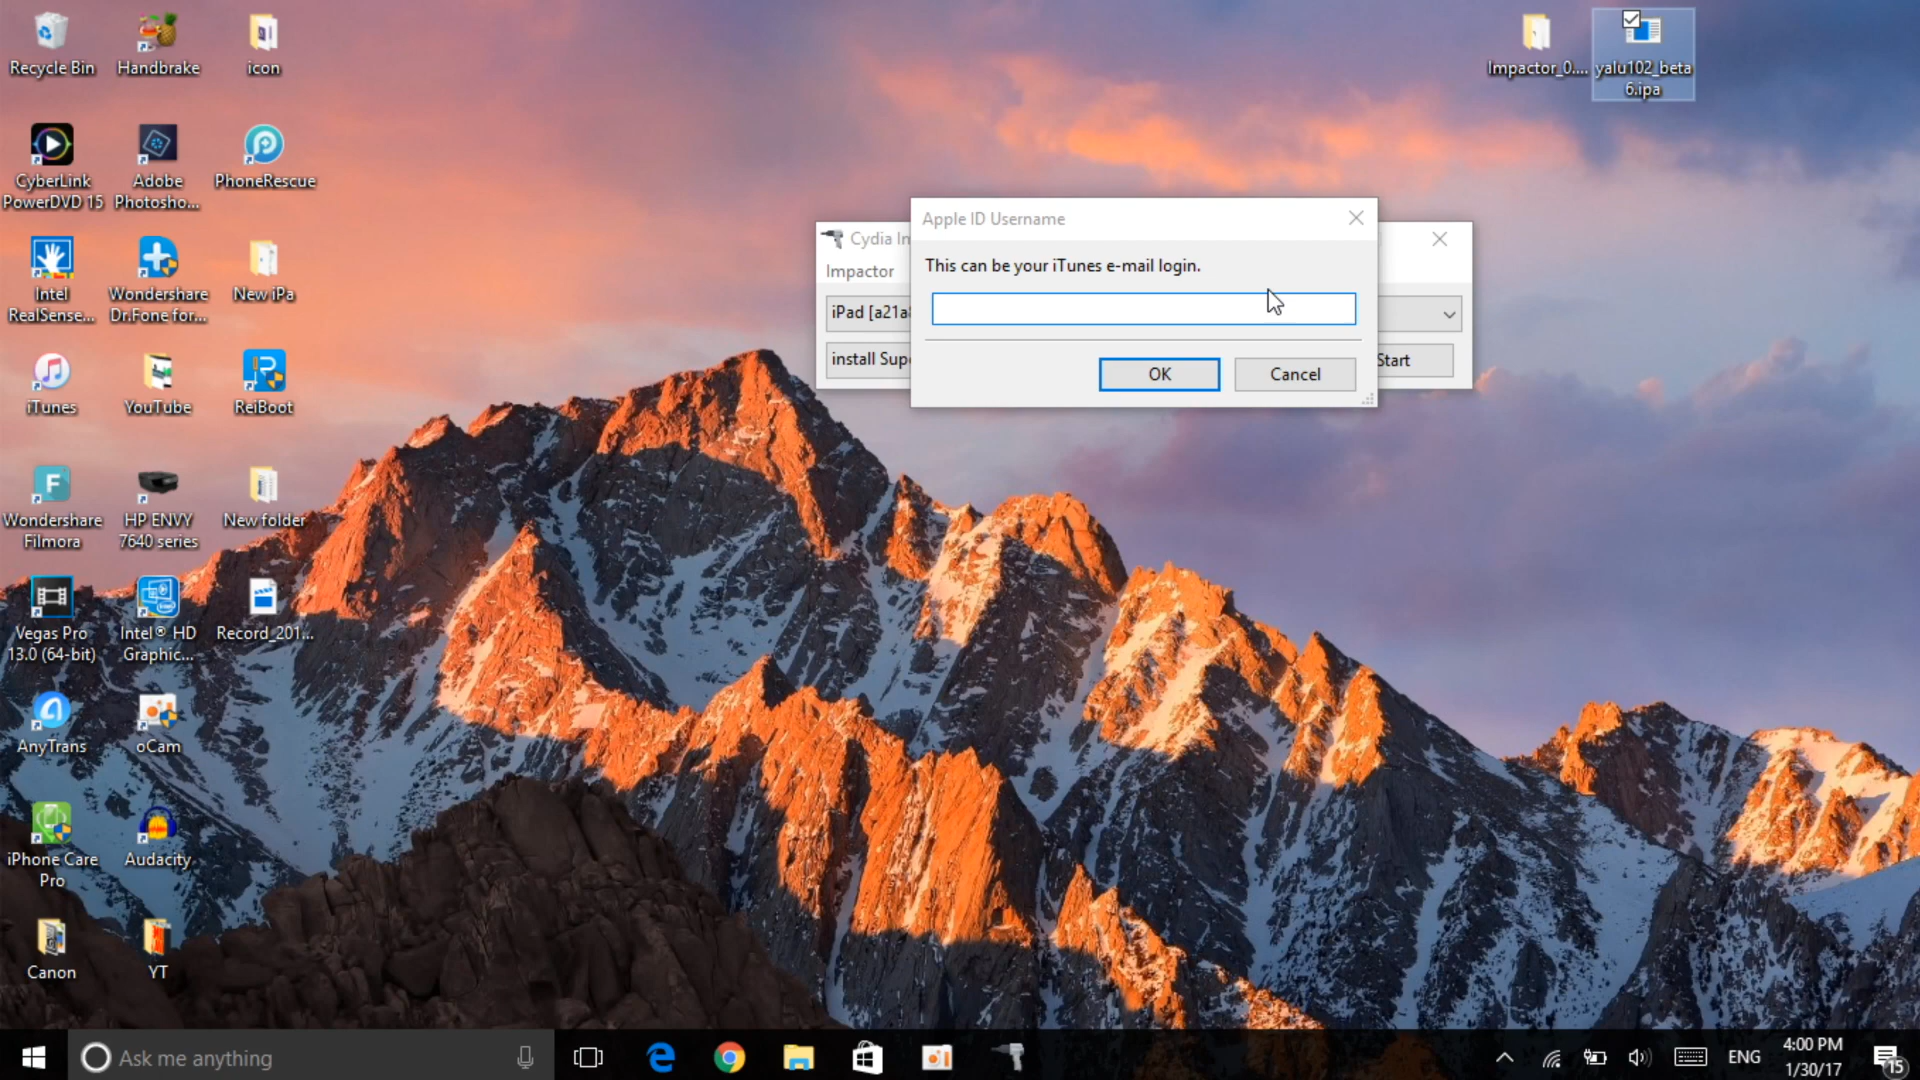 Recycle Bin
Handbrake
icon
Impactor_0....
yalu102_beta
6.ipa
CyberLink
PowerDVD 15
Adobe
Photosho...
PhoneRescue
Intel
RealSense...
Wondershare
Dr.Fone for...
New iPa
Apple ID Username
This can be your iTunes e-mail login.
OK
Cancel
Cydia In
Impactor
iPad [a21a
install Sup
Start
iTunes
YouTube
ReiBoot
Wondershare
Filmora
HP ENVY
7640 series
New folder
Vegas Pro
13.0 (64-bit)
Intel® HD
Graphic...
Record_201...
AnyTrans
oCam
iPhone Care
Pro
Audacity
Canon
YT
Ask me anything
ENG
4:00 PM
1/30/17
15